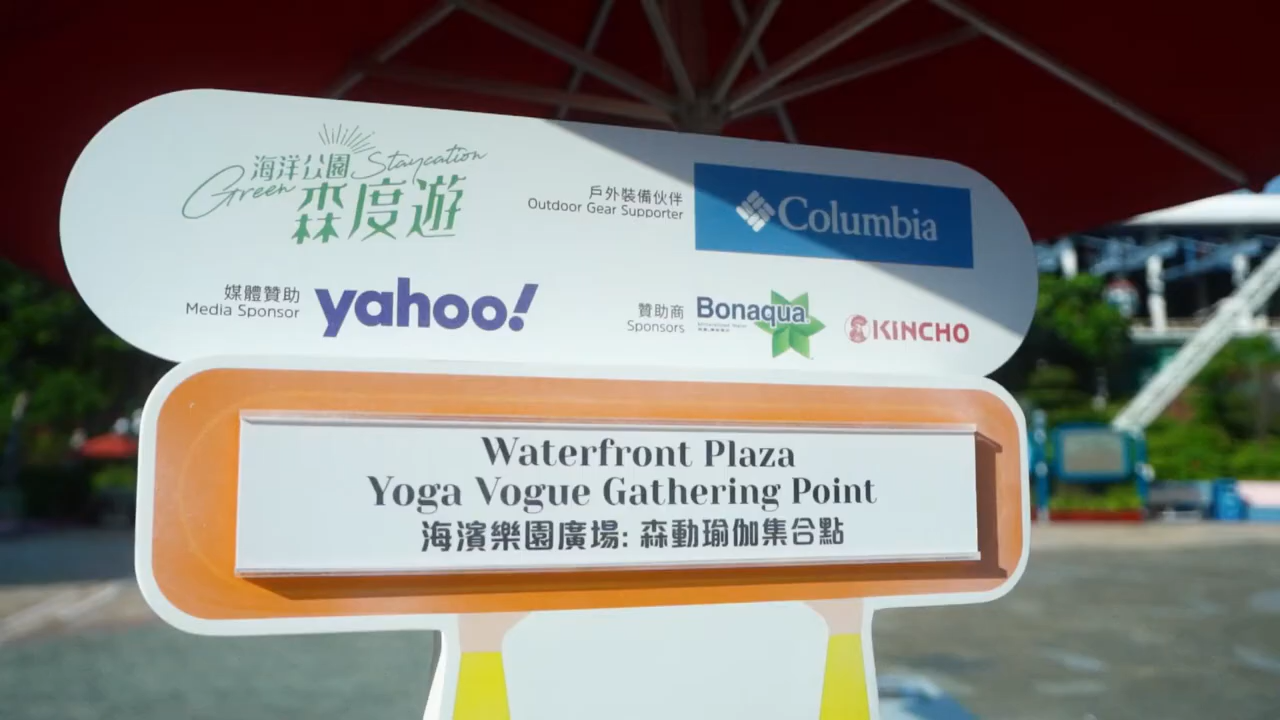 海洋公園
Green Staycation
森度遊
戶外裝備伙伴
Outdoor Gear Supporter
Columbia
媒體贊助
Media Sponsor
yahoo!
贊助商
Sponsors
Bonaqua
KINCHO
Waterfront Plaza
Yoga Vogue Gathering Point
海濱樂園廣場: 森動瑜伽集合點